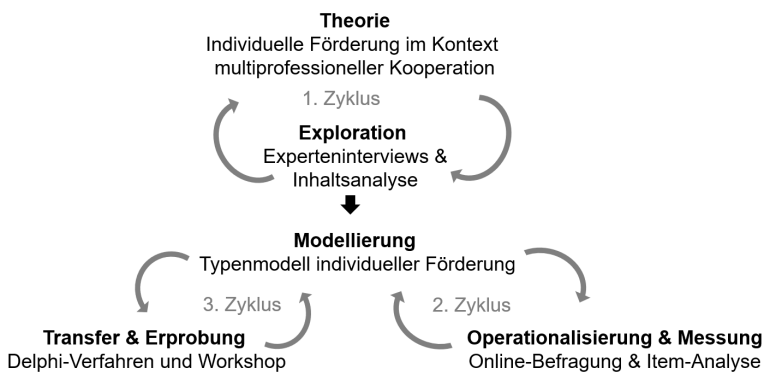 Theorie
Individuelle Förderung im Kontext
multiprofessioneller Kooperation
1. Zyklus
Exploration
Experteninterviews &
Inhaltsanalyse
Modellierung
Typenmodell individueller Förderung
3. Zyklus
2. Zyklus
Transfer & Erprobung
Delphi-Verfahren und Workshop
Operationalisierung & Messung
Online-Befragung & Item-Analyse